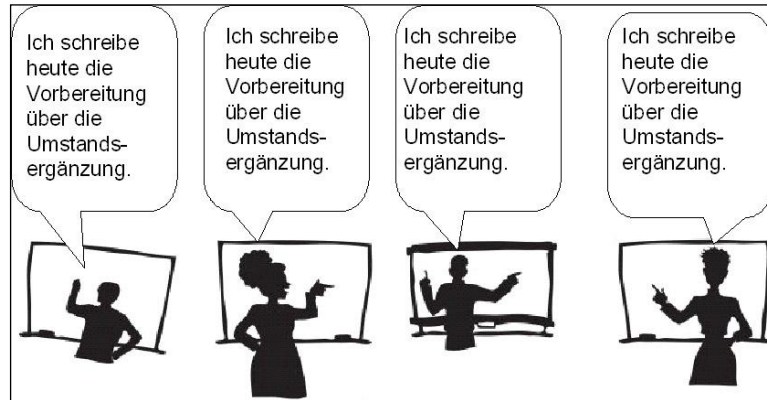 Ich schreibe
heute die
Vorbereitung
über die
Umstands-
ergänzung.
Ich schreibe
heute die
Vorbereitung
über die
Umstands-
ergänzung.
Ich schreibe
heute die
Vorbereitung
über die
Umstands-
ergänzung.
Ich schreibe
heute die
Vorbereitung
über die
Umstands-
ergänzung.